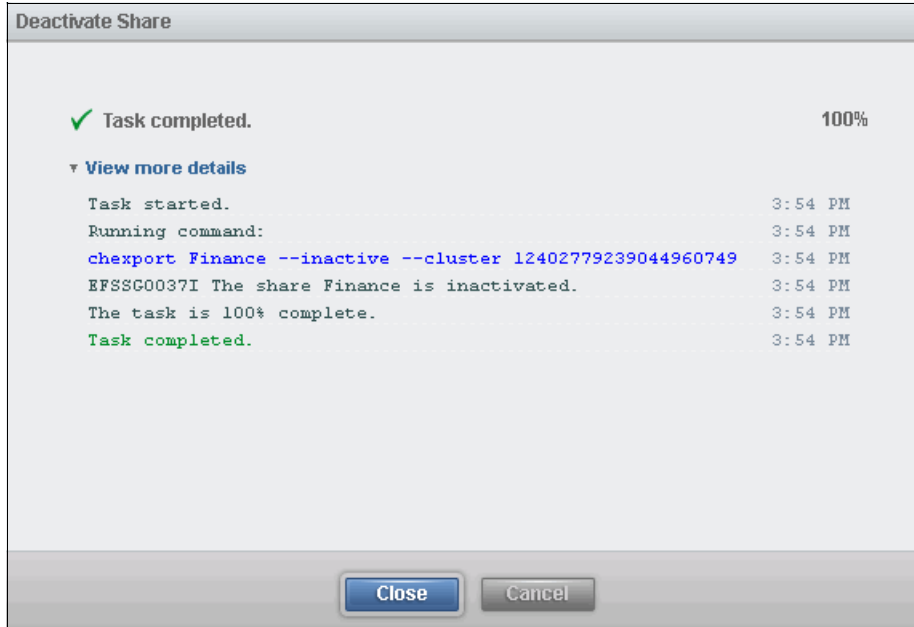 Deactivate Share
Task completed. 100%
View more details
Task started. 3:54 PM
Running command: 3:54 PM
chexport Finance --inactive --cluster 12402779239044960749 3:54 PM
EFSSG0037I The share Finance is inactivated. 3:54 PM
The task is 100% complete. 3:54 PM
Task completed. 3:54 PM
Close Cancel